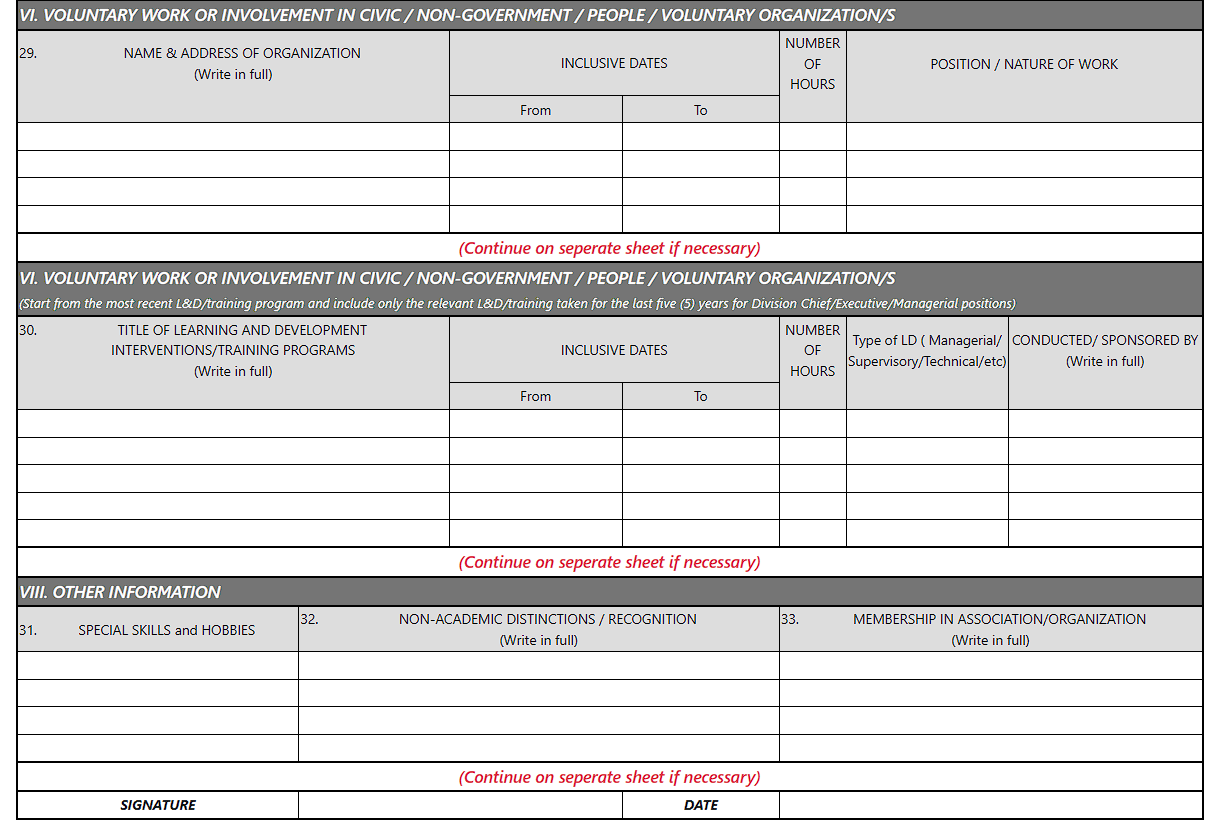 VI. VOLUNTARY WORK OR INVOLVEMENT IN CIVIC / NON-GOVERNMENT / PEOPLE / VOLUNTARY ORGANIZATION/S
29. NAME & ADDRESS OF ORGANIZATION
(Write in full)
INCLUSIVE DATES
From To
NUMBER
OF
HOURS
POSITION / NATURE OF WORK
(Continue on seperate sheet if necessary)
VI. VOLUNTARY WORK OR INVOLVEMENT IN CIVIC / NON-GOVERNMENT / PEOPLE / VOLUNTARY ORGANIZATION/S
(Start from the most recent L&D/training program and include only the relevant L&D/training taken for the last five (5) years for Division Chief/Executive/Managerial positions)
30. TITLE OF LEARNING AND DEVELOPMENT
INTERVENTIONS/TRAINING PROGRAMS
(Write in full)
INCLUSIVE DATES
From To
NUMBER
OF
HOURS
Type of LD ( Managerial/
Supervisory/Technical/etc)
CONDUCTED/ SPONSORED BY
(Write in full)
(Continue on seperate sheet if necessary)
VIII. OTHER INFORMATION
31. SPECIAL SKILLS and HOBBIES
32. NON-ACADEMIC DISTINCTIONS / RECOGNITION
(Write in full)
33. MEMBERSHIP IN ASSOCIATION/ORGANIZATION
(Write in full)
(Continue on seperate sheet if necessary)
SIGNATURE DATE